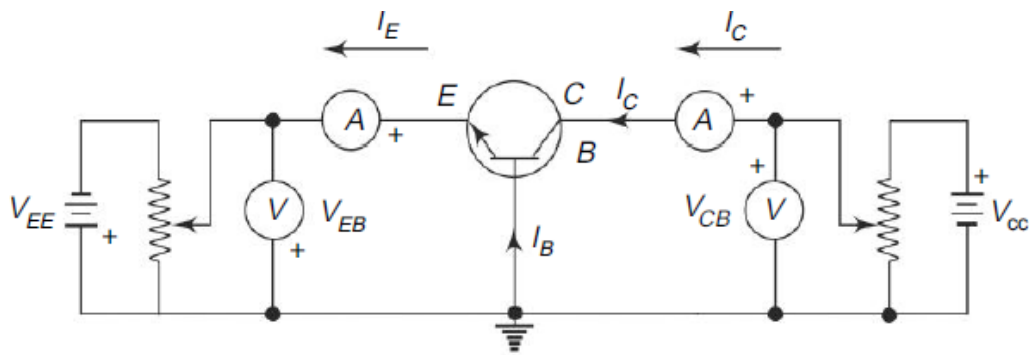 I_E
I_C
A
+
E
C
I_C
B
A
+
V_EE
+
V
V_EB
+
I_B
V_CB
+
V
+
V_cc